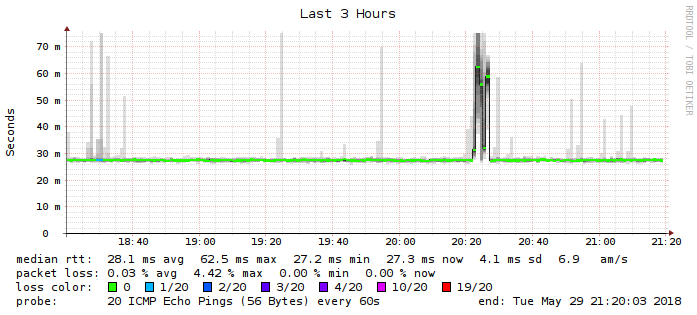 Last 3 Hours
RRDTOOL / TOBI OETIKER
Seconds
70 m
60 m
50 m
40 m
30 m
20 m
10 m
0
18:40 19:00 19:20 19:40 20:00 20:20 20:40 21:00 21:20
median rtt: 28.1 ms avg 62.5 ms max 27.2 ms min 27.3 ms now 4.1 ms sd 6.9 am/s
packet loss: 0.03 % avg 4.42 % max 0.00 % min 0.00 % now
loss color: 0 1/20 2/20 3/20 4/20 10/20 19/20
probe: 20 ICMP Echo Pings (56 Bytes) every 60s end: Tue May 29 21:20:03 2018